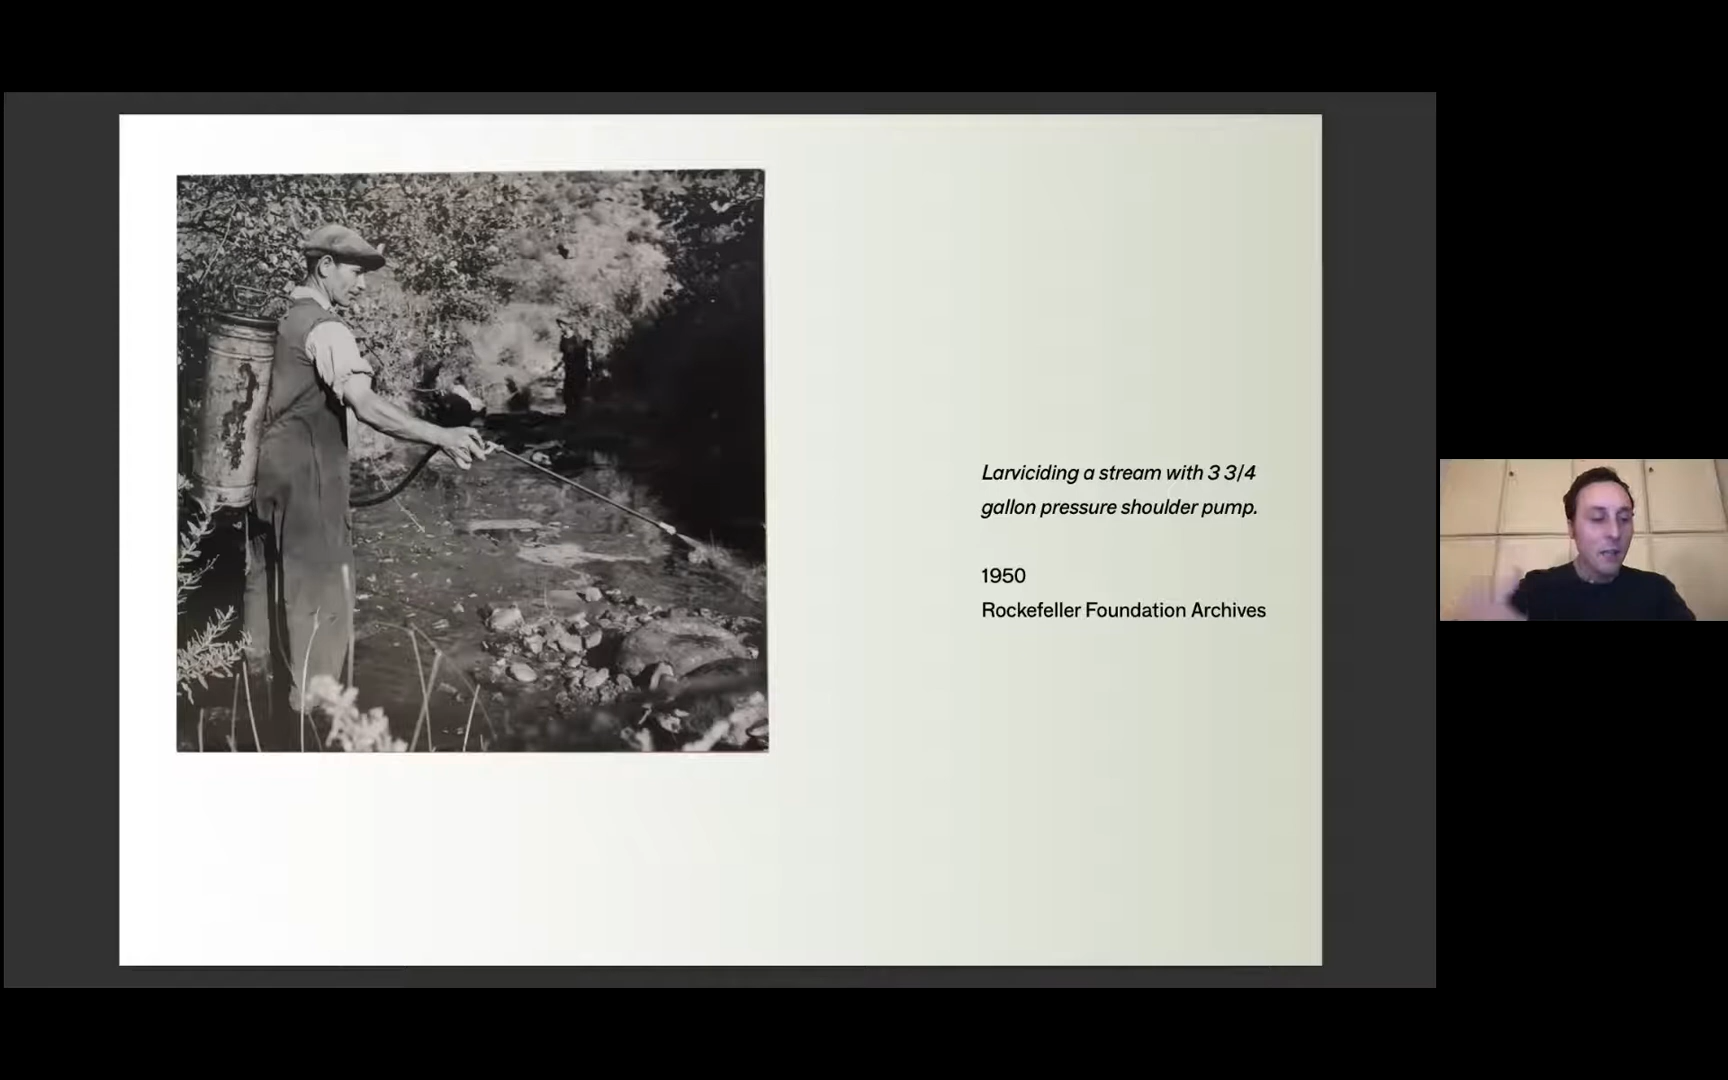 Larviciding a stream with 3 3/4
gallon pressure shoulder pump.
1950
Rockefeller Foundation Archives